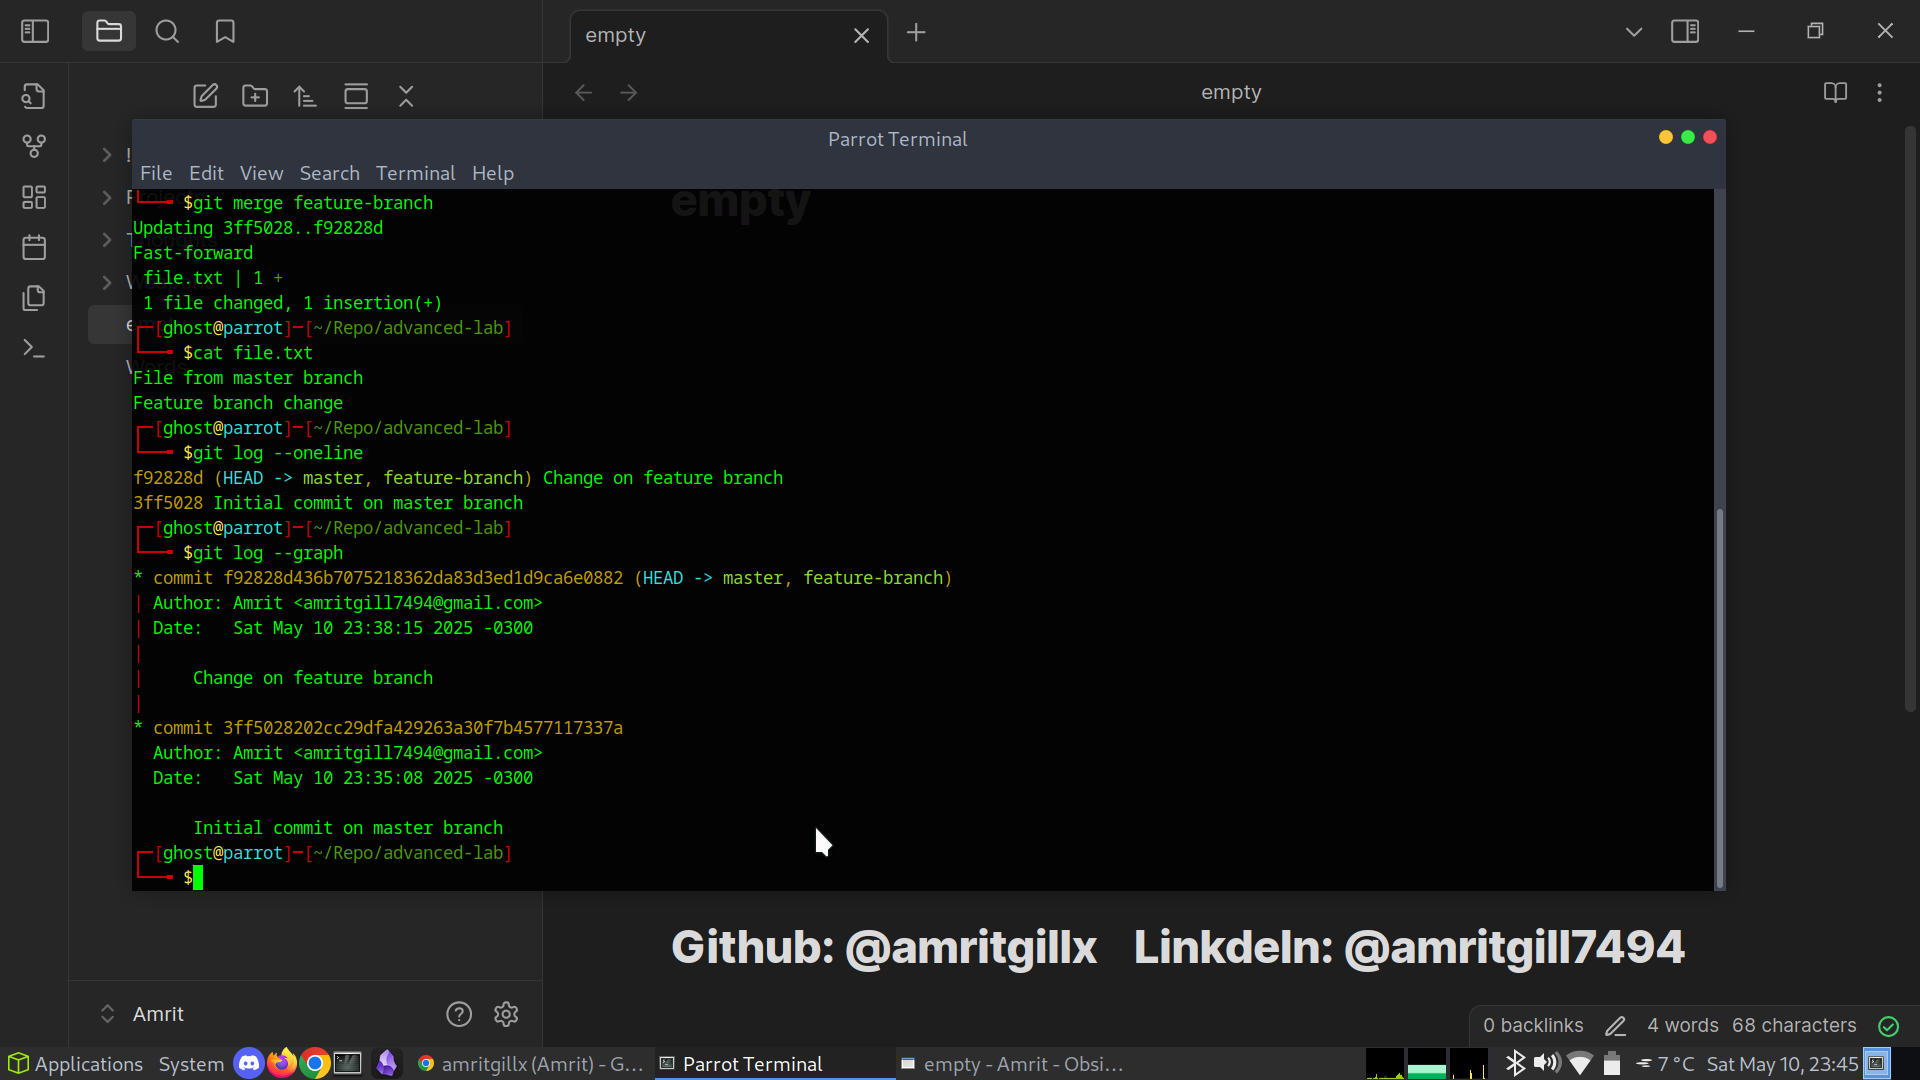 empty
empty
Parrot Terminal
File Edit View Search Terminal Help
empty
$git merge feature-branch
Updating 3ff5028..f92828d
Fast-forward
file.txt | 1 +
1 file changed, 1 insertion(+)
[ghost@parrot]-[~/Repo/advanced-lab]
$cat file.txt
File from master branch
Feature branch change
[ghost@parrot]-[~/Repo/advanced-lab]
$git log --oneline
f92828d (HEAD -> master, feature-branch) Change on feature branch
3ff5028 Initial commit on master branch
[ghost@parrot]-[~/Repo/advanced-lab]
$git log --graph
* commit f92828d436b7075218362da83d3ed1d9ca6e0882 (HEAD -> master, feature-branch)
| Author: Amrit <amritgill7494@gmail.com>
| Date:   Sat May 10 23:38:15 2025 -0300
|
|     Change on feature branch
|
* commit 3ff5028202cc29dfa429263a30f7b4577117337a
Author: Amrit <amritgill7494@gmail.com>
Date:   Sat May 10 23:35:08 2025 -0300
Initial commit on master branch
[ghost@parrot]-[~/Repo/advanced-lab]
$
Github: @amritgillx Linkdeln: @amritgill7494
Amrit
0 backlinks 4 words 68 characters
Applications System amritgillx (Amrit) - G... Parrot Terminal empty - Amrit - Obsi... 7 °C Sat May 10, 23:45